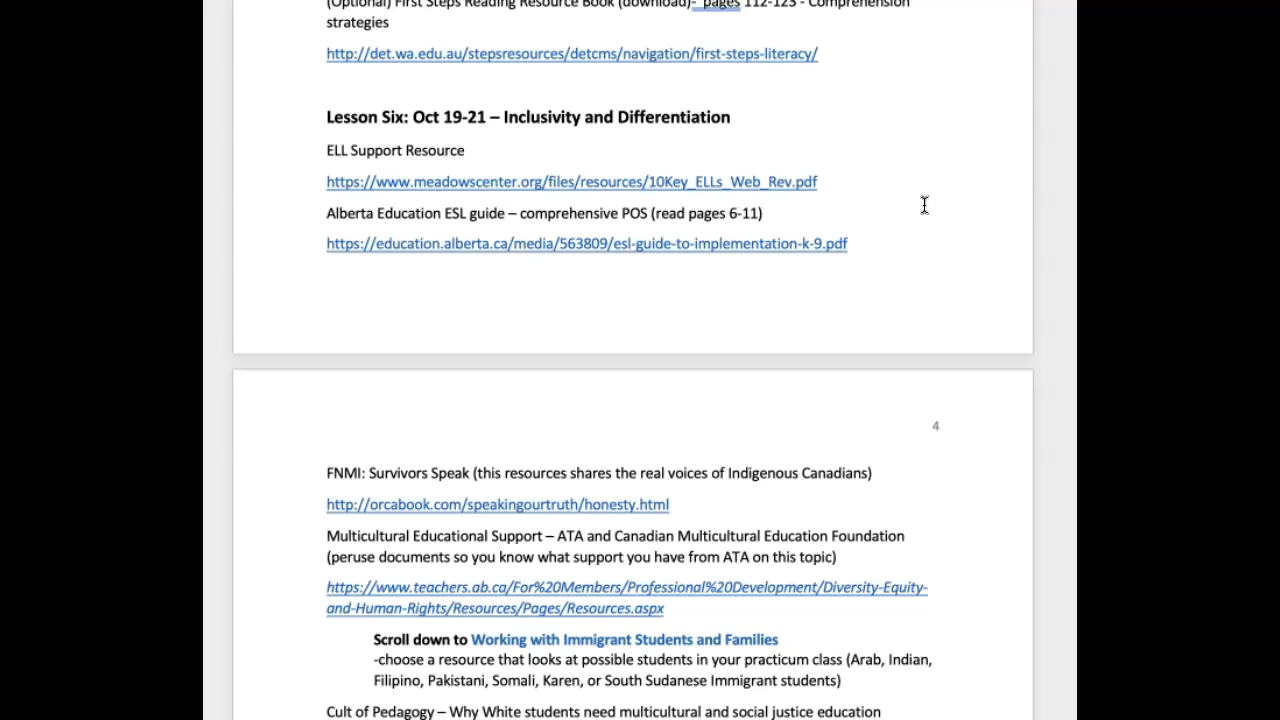 (Optional) First Steps Reading Resource Book (download)- pages 112-123 - Comprehension
strategies
http://det.wa.edu.au/stepsresources/detcms/navigation/first-steps-literacy/
Lesson Six: Oct 19-21 – Inclusivity and Differentiation
ELL Support Resource
https://www.meadowscenter.org/files/resources/10Key_ELLs_Web_Rev.pdf
Alberta Education ESL guide – comprehensive POS (read pages 6-11)
https://education.alberta.ca/media/563809/esl-guide-to-implementation-k-9.pdf
4
FNMI: Survivors Speak (this resources shares the real voices of Indigenous Canadians)
http://orcabook.com/speakingourtruth/honesty.html
Multicultural Educational Support – ATA and Canadian Multicultural Education Foundation
(peruse documents so you know what support you have from ATA on this topic)
https://www.teachers.ab.ca/For%20Members/Professional%20Development/Diversity-Equity-
and-Human-Rights/Resources/Pages/Resources.aspx
Scroll down to Working with Immigrant Students and Families
-choose a resource that looks at possible students in your practicum class (Arab, Indian,
Filipino, Pakistani, Somali, Karen, or South Sudanese Immigrant students)
Cult of Pedagogy – Why White students need multicultural and social justice education